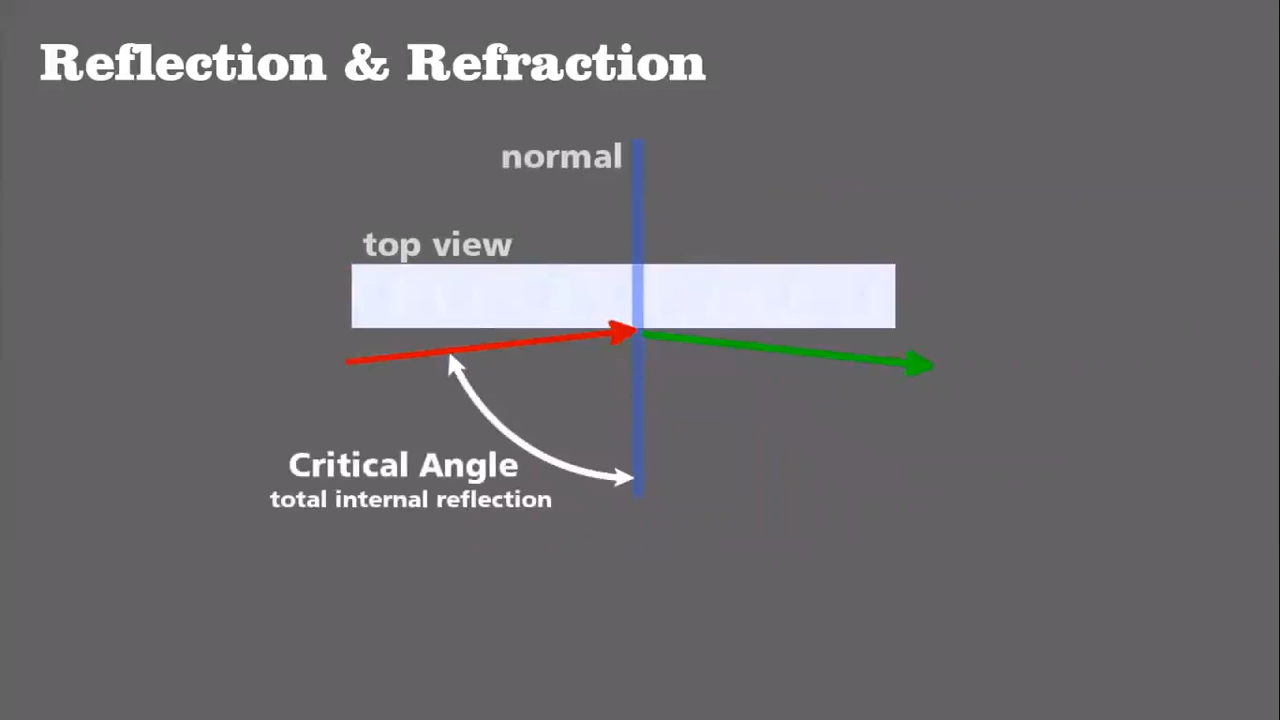 Reflection & Refraction
normal
top view
Critical Angle
total internal reflection